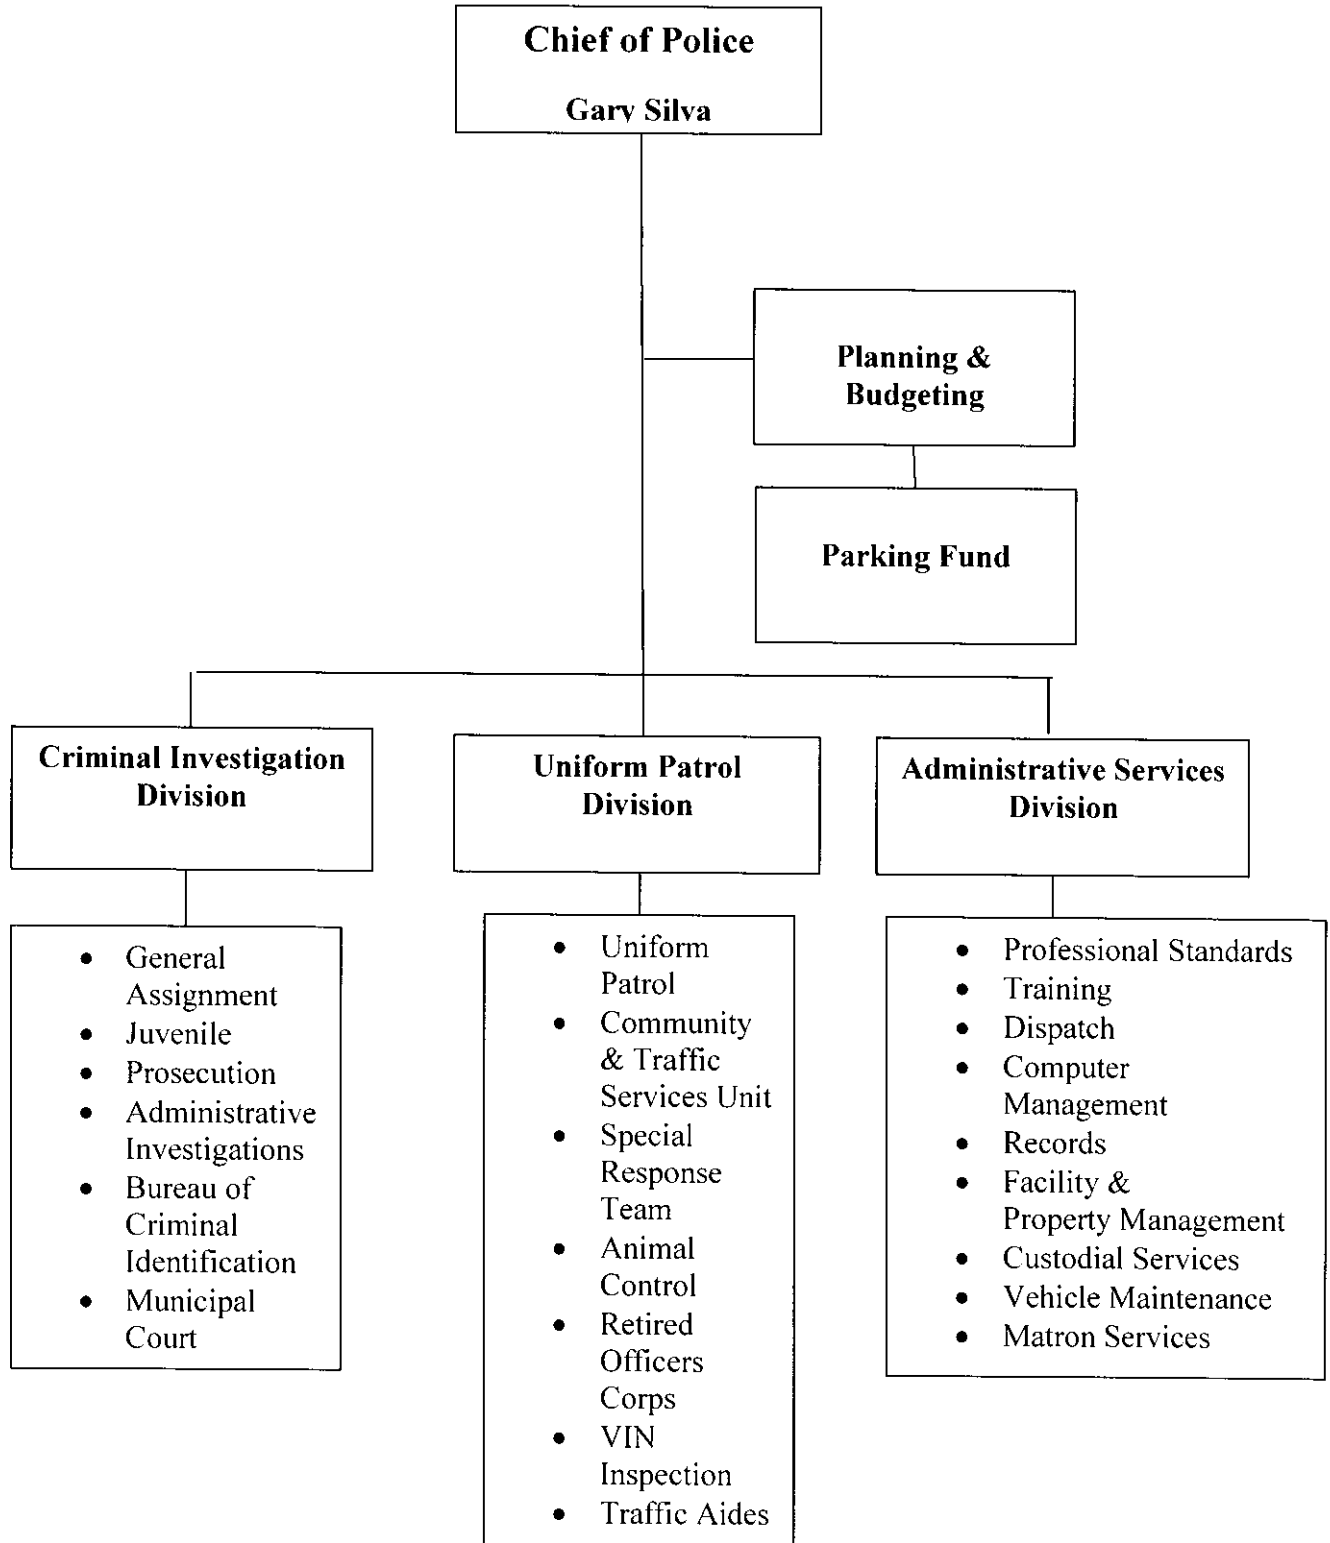 Chief of Police
Gary Silva
Planning &
Budgeting
Parking Fund
Criminal Investigation
Division
Uniform Patrol
Division
Administrative Services
Division
• General
Assignment
• Juvenile
• Prosecution
• Administrative
Investigations
• Bureau of
Criminal
Identification
• Municipal
Court
• Uniform
Patrol
• Community
& Traffic
Services Unit
• Special
Response
Team
• Animal
Control
• Retired
Officers
Corps
• VIN
Inspection
• Traffic Aides
• Professional Standards
• Training
• Dispatch
• Computer
Management
• Records
• Facility &
Property Management
• Custodial Services
• Vehicle Maintenance
• Matron Services